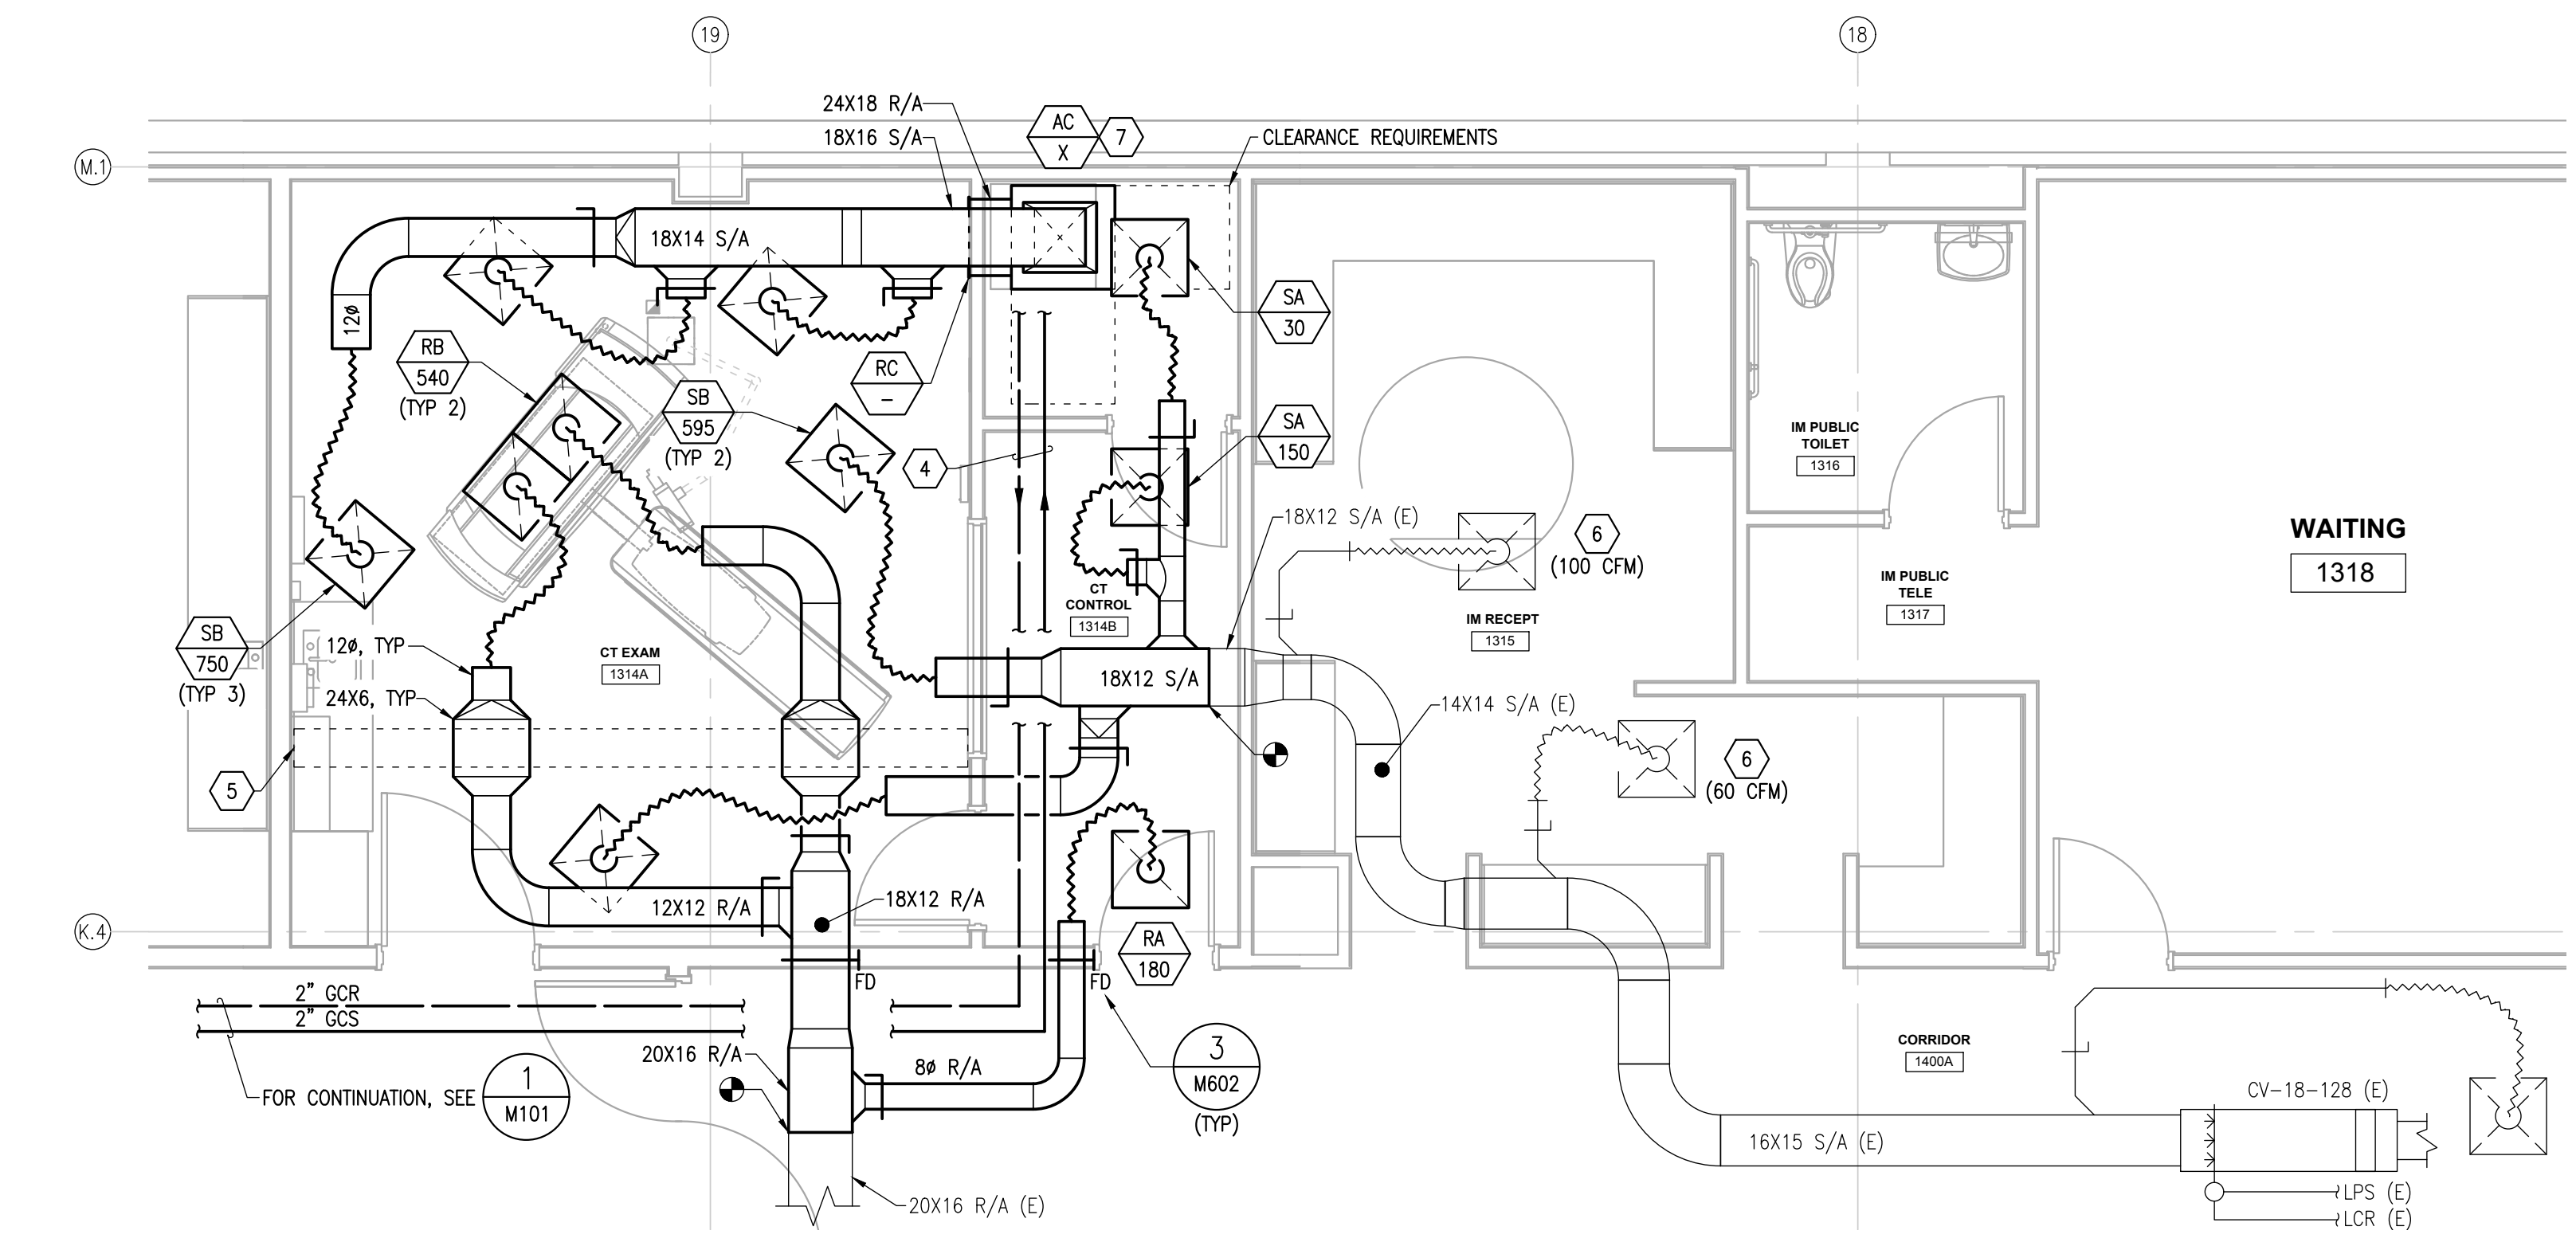 19
18
24X18 R/A
18X16 S/A
AC
X
7
CLEARANCE REQUIREMENTS
M.1
18X14 S/A
12ø
RB
540
(TYP 2)
SB
595
(TYP 2)
RC
–
SA
30
4
SA
150
IM PUBLIC
TOILET
1316
18X12 S/A (E)
6
(100 CFM)
WAITING
1318
IM PUBLIC
TELE
1317
CT
CONTROL
1314B
IM RECEPT
1315
SB
750
(TYP 3)
12ø, TYP
24X6, TYP
CT EXAM
1314A
18X12 S/A
14X14 S/A (E)
6
(60 CFM)
5
12X12 R/A
18X12 R/A
K.4
RA
180
FD
FD
2" GCR
2" GCS
20X16 R/A
8ø R/A
3
M602
(TYP)
FOR CONTINUATION, SEE
1
M101
CORRIDOR
1400A
CV-18-128 (E)
16X15 S/A (E)
20X16 R/A (E)
LPS (E)
LCR (E)